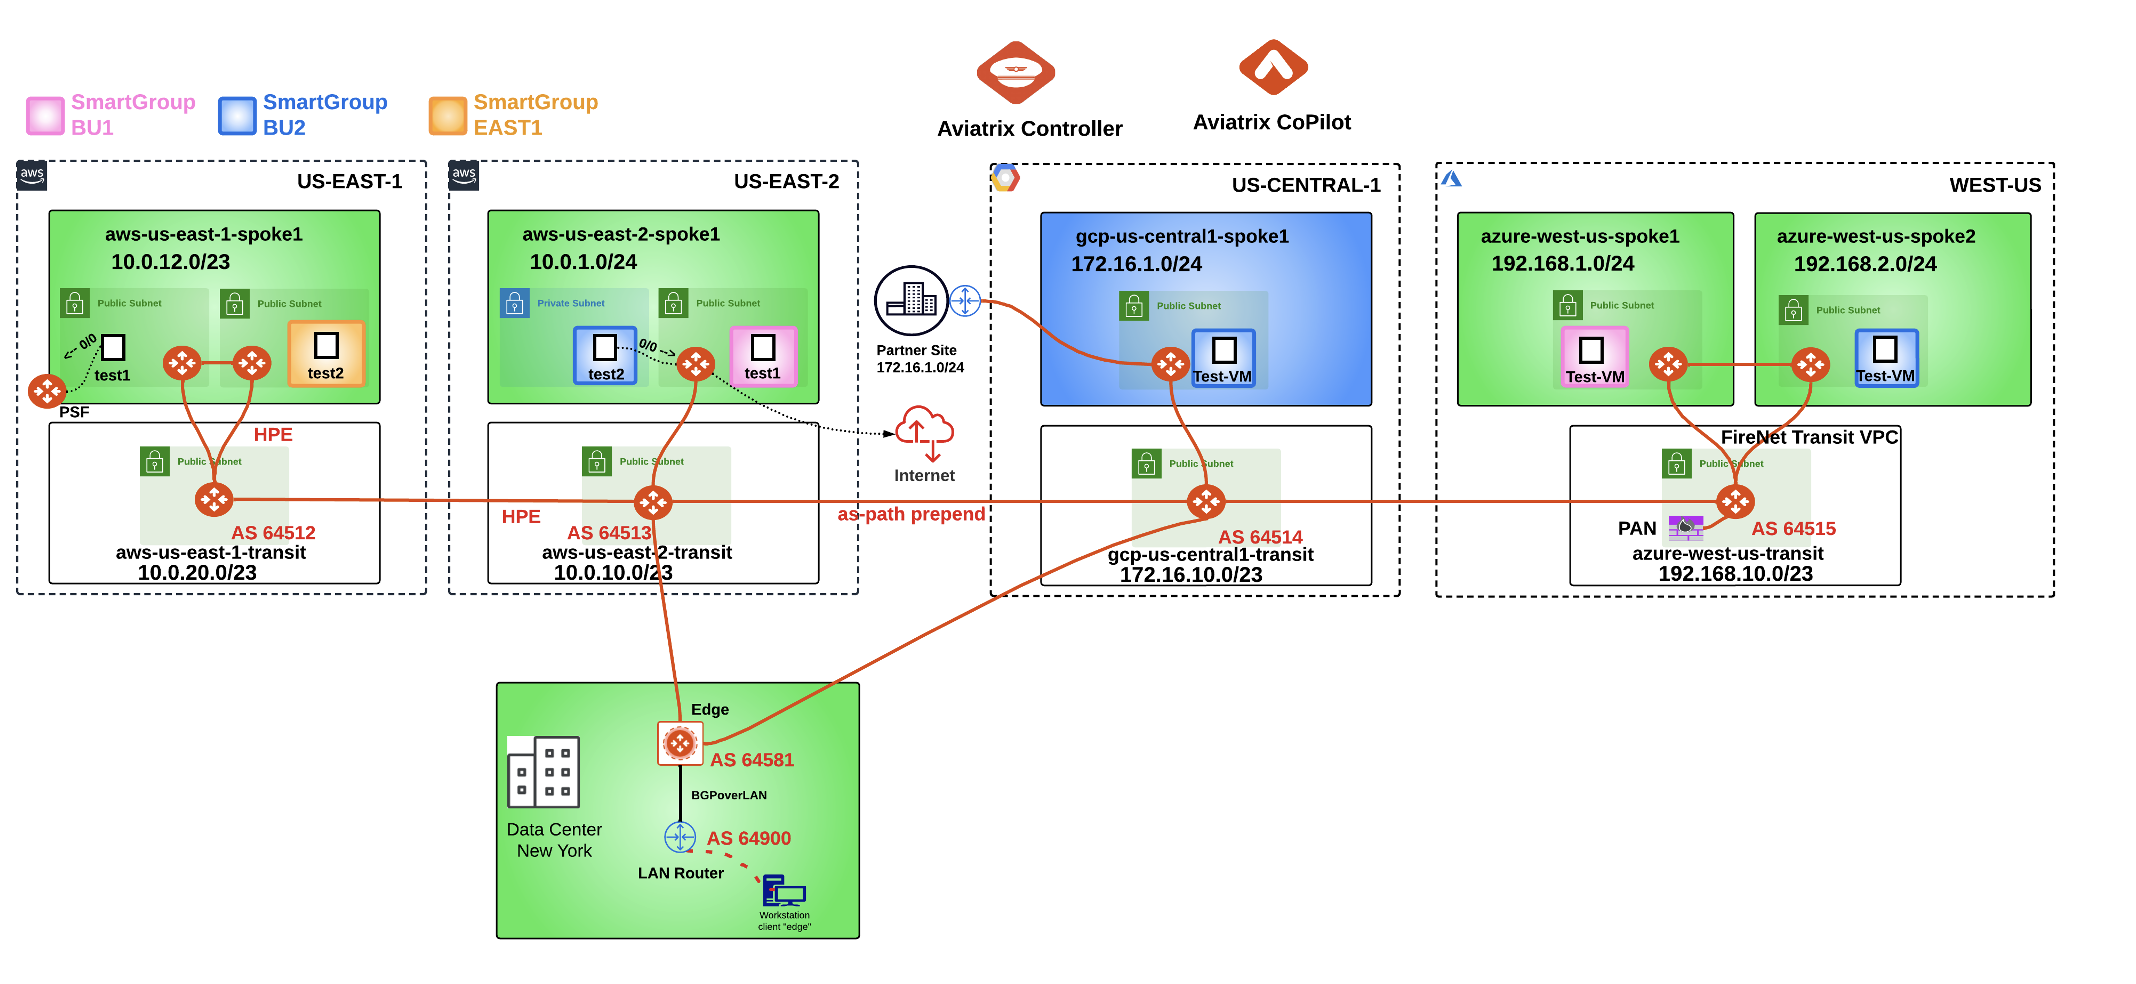 Aviatrix Controller
Aviatrix CoPilot
SmartGroup
BU1
SmartGroup
BU2
SmartGroup
EAST1
aws
US-EAST-1
aws-us-east-1-spoke1
10.0.12.0/23
Public Subnet
Public Subnet
<-- 0/0
test1
test2
PSF
HPE
Public Subnet
AS 64512
aws-us-east-1-transit
10.0.20.0/23
aws
US-EAST-2
aws-us-east-2-spoke1
10.0.1.0/24
Private Subnet
Public Subnet
0/0 -->
test2
test1
Public Subnet
HPE
AS 64513
aws-us-east-2-transit
10.0.10.0/23
Partner Site
172.16.1.0/24
Internet
as-path prepend
US-CENTRAL-1
gcp-us-central1-spoke1
172.16.1.0/24
Public Subnet
Test-VM
Public Subnet
AS 64514
gcp-us-central1-transit
172.16.10.0/23
WEST-US
azure-west-us-spoke1
192.168.1.0/24
Public Subnet
Test-VM
azure-west-us-spoke2
192.168.2.0/24
Public Subnet
Test-VM
FireNet Transit VPC
Public Subnet
PAN
AS 64515
azure-west-us-transit
192.168.10.0/23
Edge
AS 64581
BGPoverLAN
Data Center
New York
AS 64900
LAN Router
Workstation
client "edge"